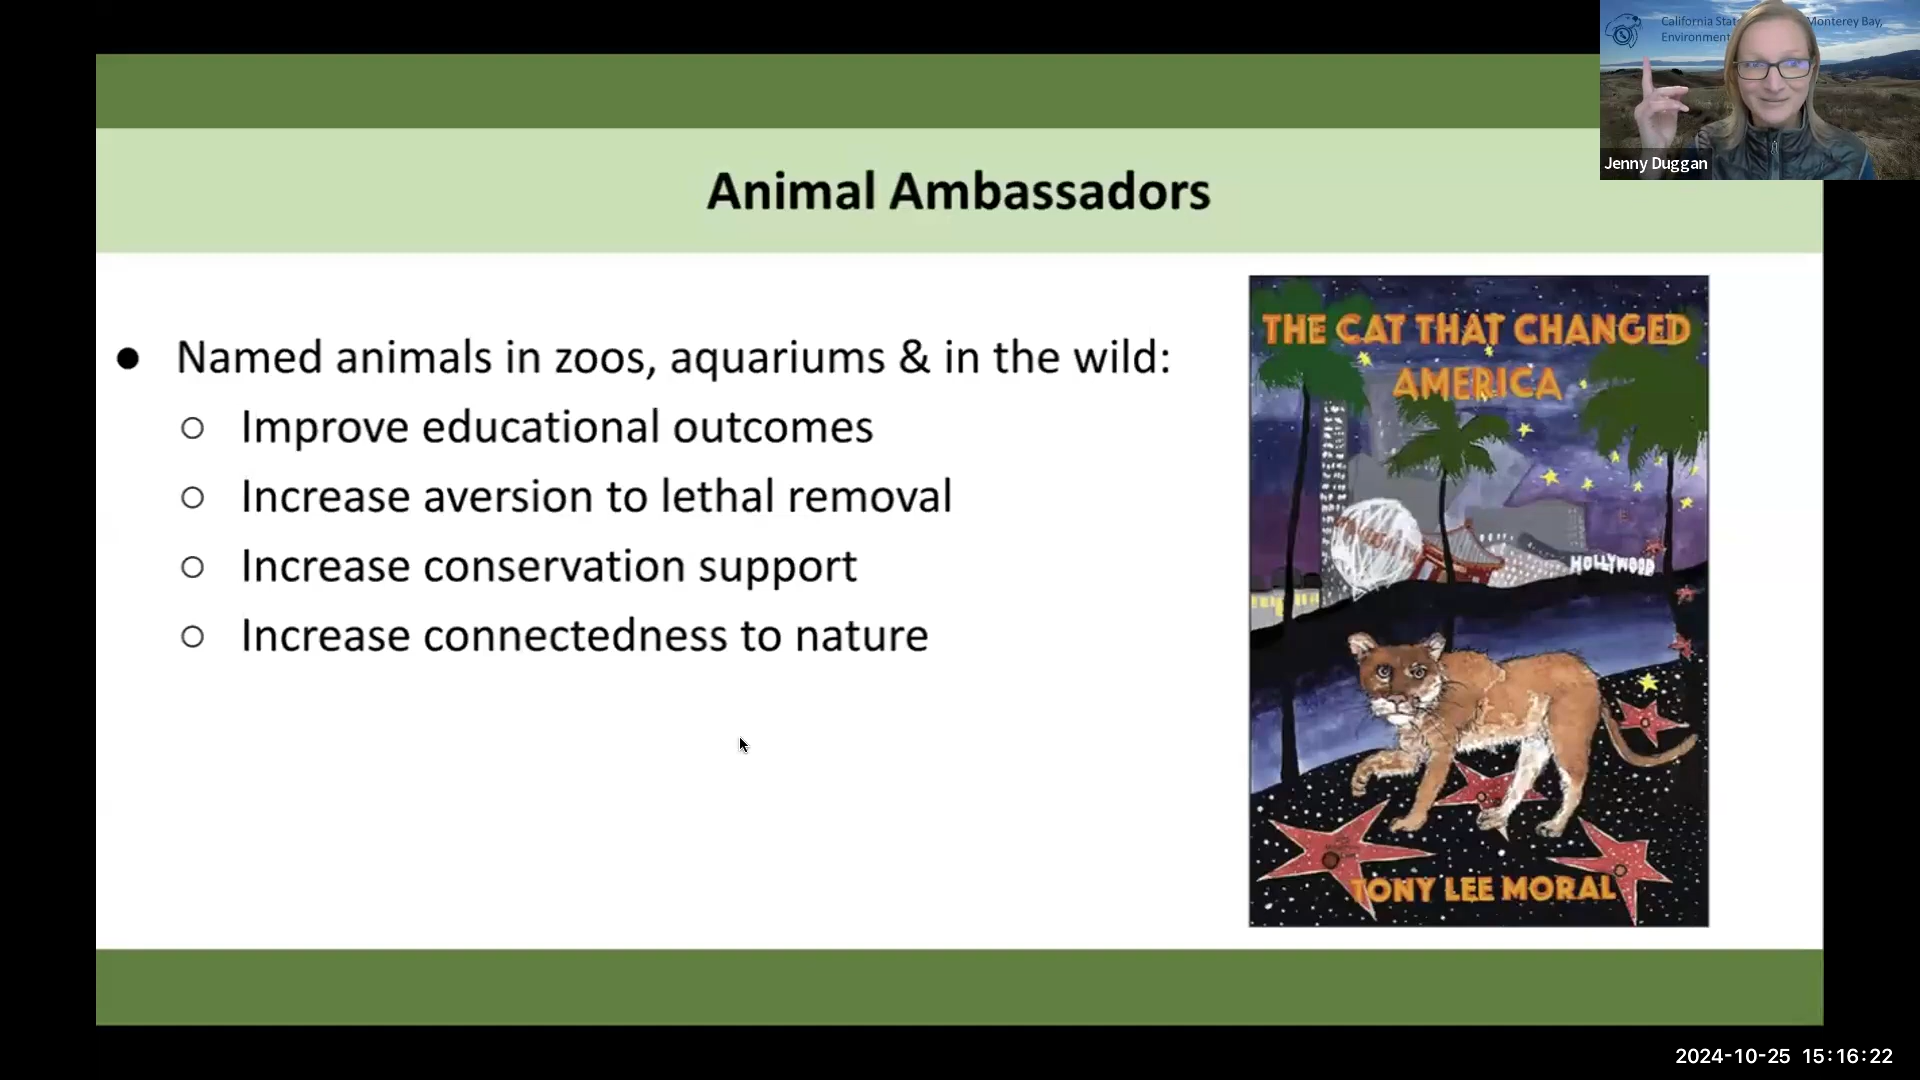 California Stat Monterey Bay,
Environment
Jenny Duggan
Animal Ambassadors
● Named animals in zoos, aquariums & in the wild:
○ Improve educational outcomes
○ Increase aversion to lethal removal
○ Increase conservation support
○ Increase connectedness to nature
THE CAT THAT CHANGED
AMERICA
HOLLYWOOD
TONY LEE MORAL
2024-10-25 15:16:22